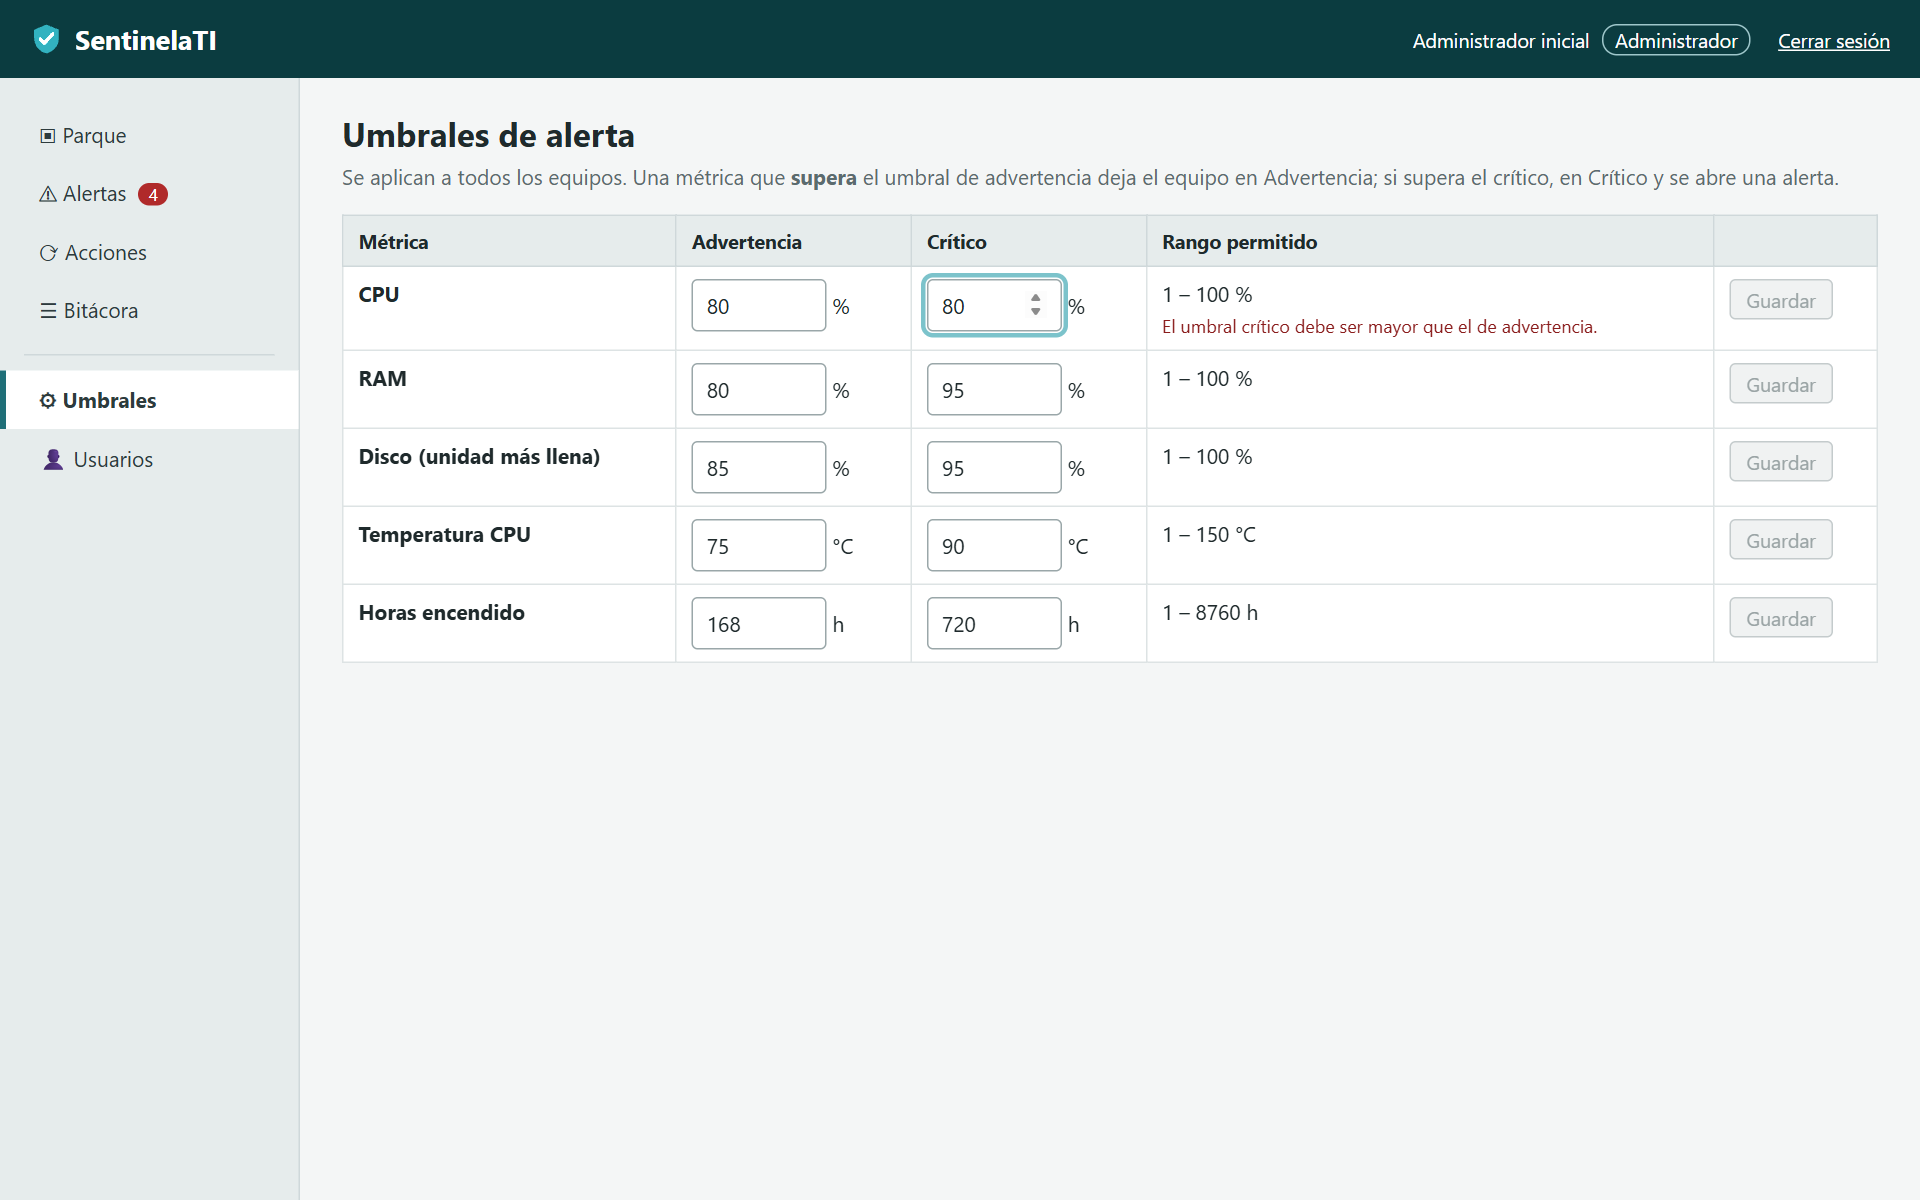 SentinelaTI
Administrador inicial Administrador Cerrar sesión
Parque
Alertas 4
Acciones
Bitácora
Umbrales
Usuarios
Umbrales de alerta
Se aplican a todos los equipos. Una métrica que supera el umbral de advertencia deja el equipo en Advertencia; si supera el crítico, en Crítico y se abre una alerta.
Métrica Advertencia Crítico Rango permitido
CPU 80 % 80 % 1 – 100 % Guardar
El umbral crítico debe ser mayor que el de advertencia.
RAM 80 % 95 % 1 – 100 % Guardar
Disco (unidad más llena) 85 % 95 % 1 – 100 % Guardar
Temperatura CPU 75 °C 90 °C 1 – 150 °C Guardar
Horas encendido 168 h 720 h 1 – 8760 h Guardar